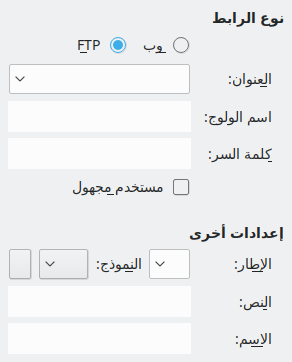 نوع الرابط
وب FTP
العنوان:
اسم الولوج:
كلمة السر:
مستخدم مجهول
إعدادات أخرى
الإطار: النموذج:
النص:
الاسم: